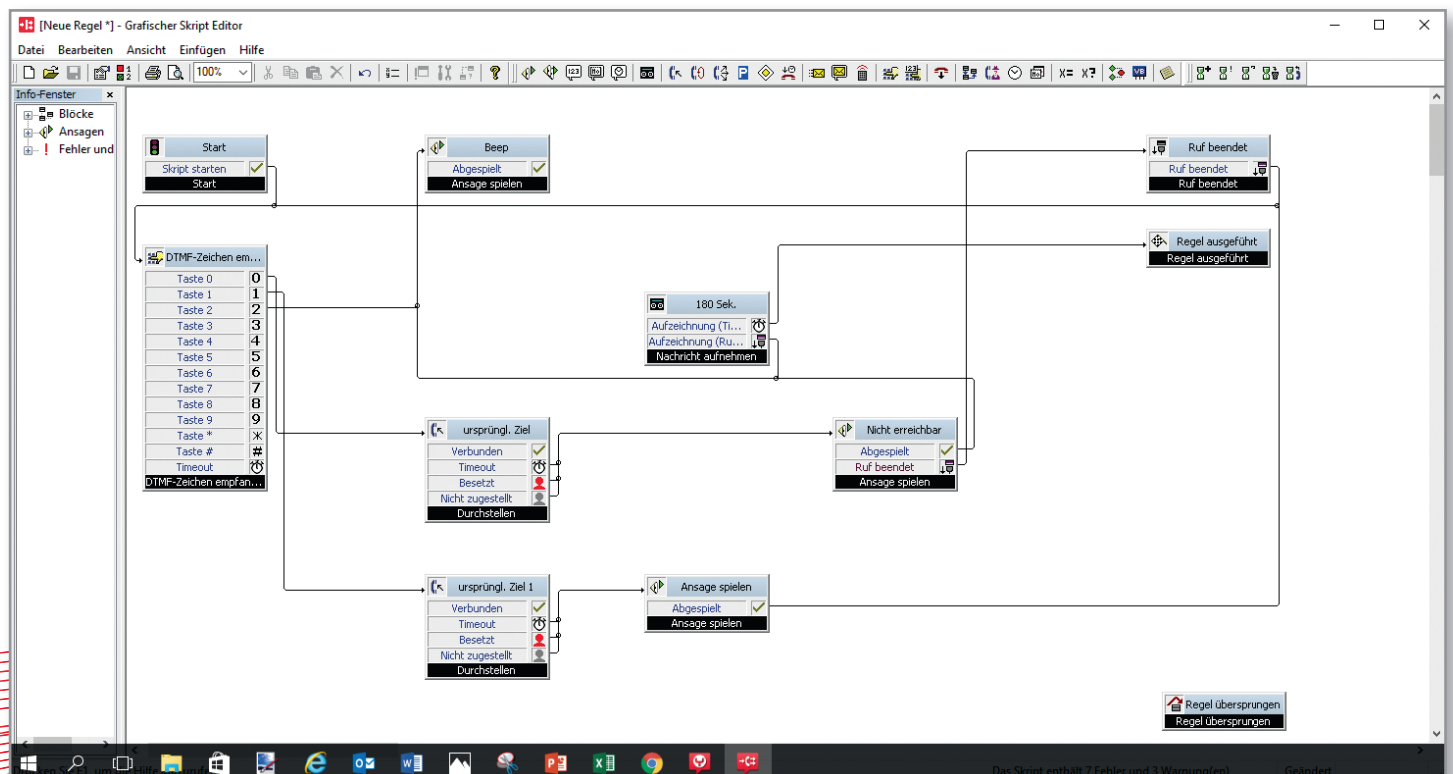 [Neue Regel *] - Grafischer Skript Editor
Datei Bearbeiten Ansicht Einfügen Hilfe
100%
Info-Fenster
Blöcke
Ansagen
Fehler und
Start
Skript starten
Start
Beep
Abgespielt
Ansage spielen
Ruf beendet
Ruf beendet
Ruf beendet
Regel ausgeführt
Regel ausgeführt
DTMF-Zeichen em...
Taste 0 0
Taste 1 1
Taste 2 2
Taste 3 3
Taste 4 4
Taste 5 5
Taste 6 6
Taste 7 7
Taste 8 8
Taste 9 9
Taste * *
Taste # #
Timeout
DTMF-Zeichen empfan...
180 Sek.
Aufzeichnung (Ti...
Aufzeichnung (Ru...
Nachricht aufnehmen
ursprüngl. Ziel
Verbunden
Timeout
Besetzt
Nicht zugestellt
Durchstellen
Nicht erreichbar
Abgespielt
Ruf beendet
Ansage spielen
ursprüngl. Ziel 1
Verbunden
Timeout
Besetzt
Nicht zugestellt
Durchstellen
Ansage spielen
Abgespielt
Ansage spielen
Regel übersprungen
Regel übersprungen
Das Skript enthält 7 Fehler und 3 Warnung(en) Geändert